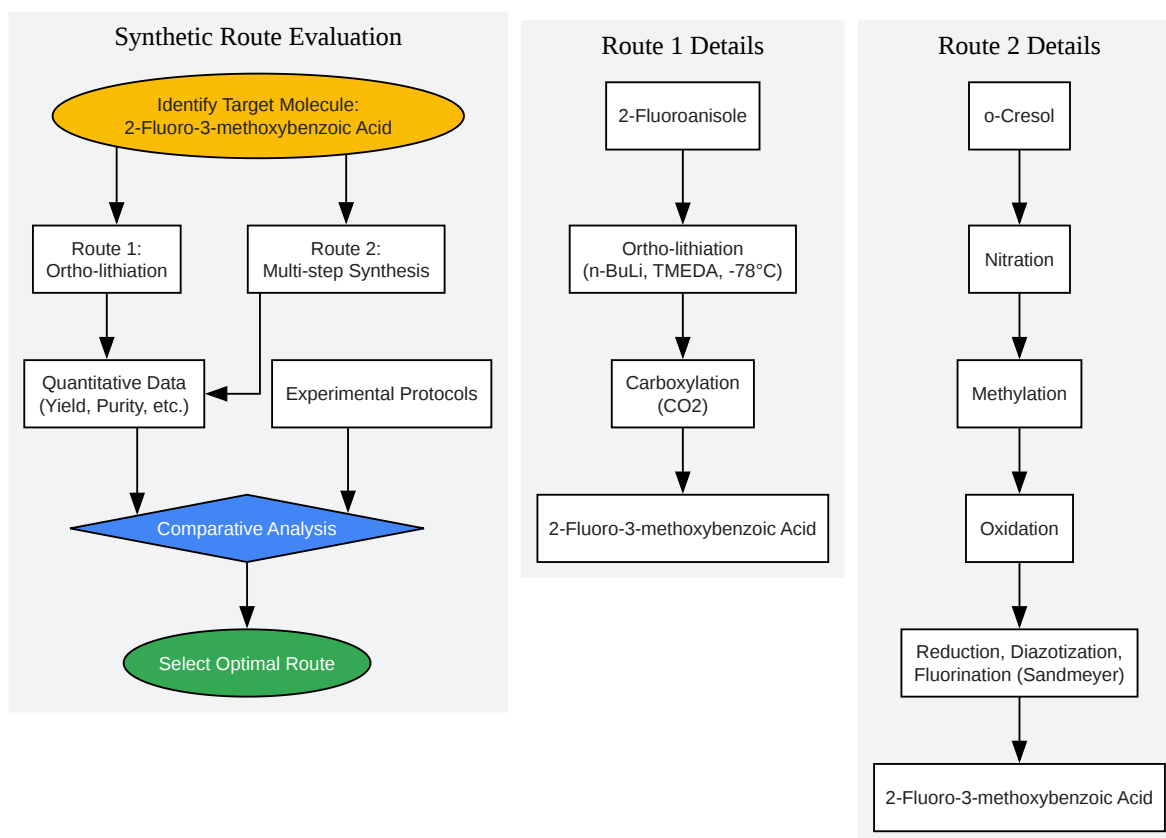 Synthetic Route Evaluation
Identify Target Molecule:
2-Fluoro-3-methoxybenzoic Acid
Route 1:
Ortho-lithiation
Route 2:
Multi-step Synthesis
Quantitative Data
(Yield, Purity, etc.)
Experimental Protocols
Comparative Analysis
Select Optimal Route
Route 1 Details
2-Fluoroanisole
Ortho-lithiation
(n-BuLi, TMEDA, -78°C)
Carboxylation
(CO2)
2-Fluoro-3-methoxybenzoic Acid
Route 2 Details
o-Cresol
Nitration
Methylation
Oxidation
Reduction, Diazotization,
Fluorination (Sandmeyer)
2-Fluoro-3-methoxybenzoic Acid